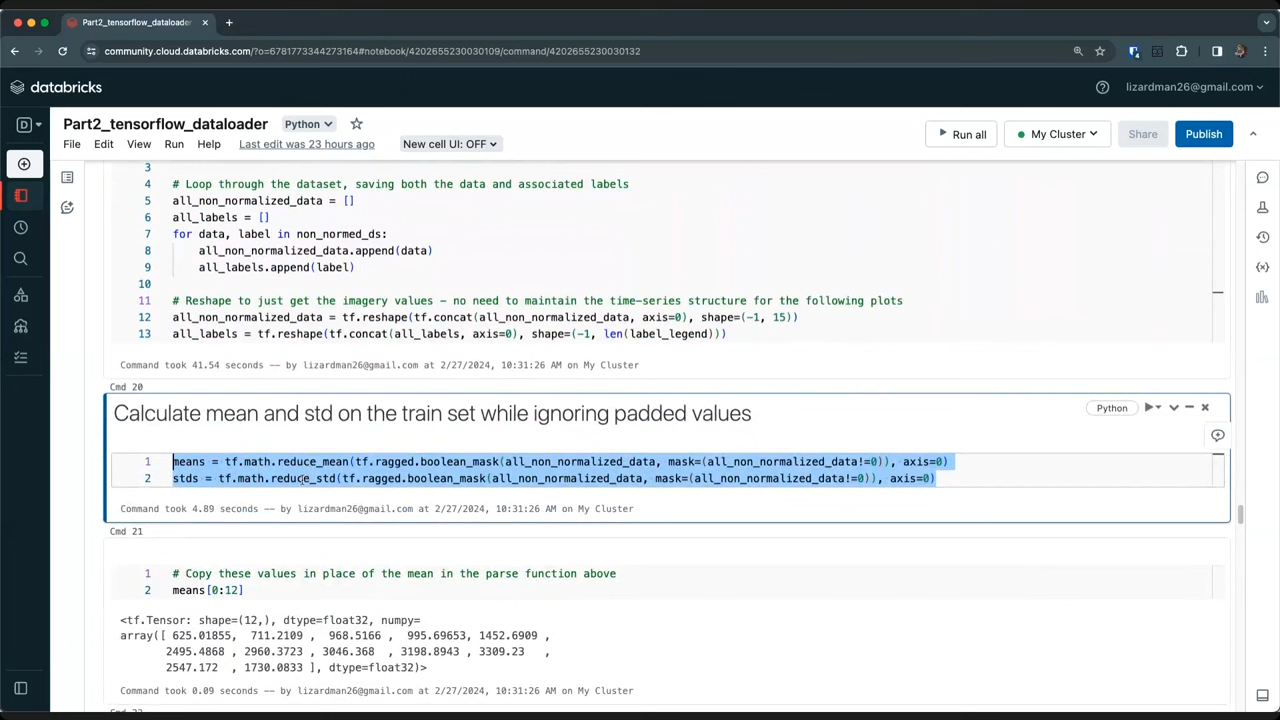 Part2_tensorflow_dataloader
community.cloud.databricks.com/?o=6781773344273164#notebook/4202655230030109/command/4202655230030132
databricks
lizardman26@gmail.com
D
Part2_tensorflow_dataloader Python
Run all My Cluster Share Publish
File Edit View Run Help Last edit was 23 hours ago New cell UI: OFF
3
4 # Loop through the dataset, saving both the data and associated labels
5 all_non_normalized_data = []
6 all_labels = []
7 for data, label in non_normed_ds:
8 all_non_normalized_data.append(data)
9 all_labels.append(label)
10
11 # Reshape to just get the imagery values - no need to maintain the time-series structure for the following plots
12 all_non_normalized_data = tf.reshape(tf.concat(all_non_normalized_data, axis=0), shape=(-1, 15))
13 all_labels = tf.reshape(tf.concat(all_labels, axis=0), shape=(-1, len(label_legend)))
Command took 41.54 seconds -- by lizardman26@gmail.com at 2/27/2024, 10:31:26 AM on My Cluster
Cmd 20
Calculate mean and std on the train set while ignoring padded values
Python
1 means = tf.math.reduce_mean(tf.ragged.boolean_mask(all_non_normalized_data, mask=(all_non_normalized_data!=0)), axis=0)
2 stds = tf.math.reduce_std(tf.ragged.boolean_mask(all_non_normalized_data, mask=(all_non_normalized_data!=0)), axis=0)
Command took 4.89 seconds -- by lizardman26@gmail.com at 2/27/2024, 10:31:26 AM on My Cluster
Cmd 21
1 # Copy these values in place of the mean in the parse function above
2 means[0:12]
<tf.Tensor: shape=(12,), dtype=float32, numpy=
array([ 625.01855, 711.2109 , 968.5166 , 995.69653, 1452.6909 ,
2495.4868 , 2960.3723 , 3046.368 , 3198.8943 , 3309.23 ,
2547.172 , 1730.0833 ], dtype=float32)>
Command took 0.09 seconds -- by lizardman26@gmail.com at 2/27/2024, 10:31:26 AM on My Cluster